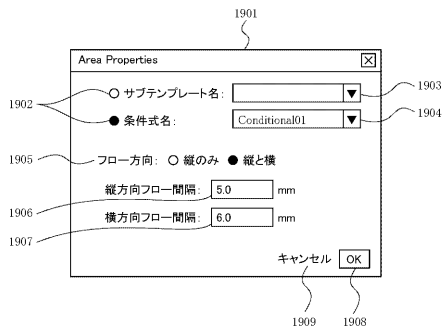 1901
Area Properties
1902
○ サブテンプレート名:
1903
● 条件式名: Conditional01
1904
1905
フロー方向: ○ 縦のみ ● 縦と横
縦方向フロー間隔: 5.0 mm
1906
横方向フロー間隔: 6.0 mm
1907
キャンセル OK
1909
1908